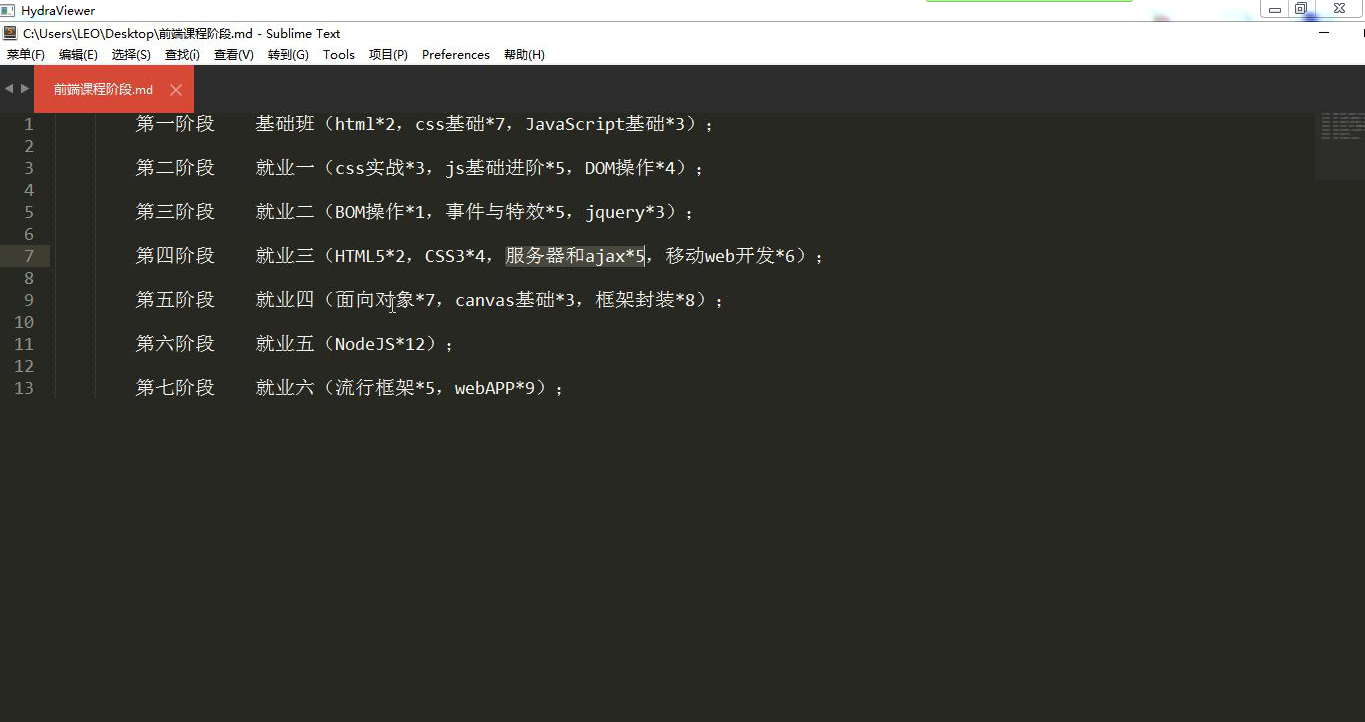 HydraViewer
C:\Users\LEO\Desktop\前端课程阶段.md - Sublime Text
菜单(F) 编辑(E) 选择(S) 查找(i) 查看(V) 转到(G) Tools 项目(P) Preferences 帮助(H)
前端课程阶段.md
1 第一阶段 基础班（html*2，css基础*7，JavaScript基础*3）；
2
3 第二阶段 就业一（css实战*3，js基础进阶*5，DOM操作*4）；
4
5 第三阶段 就业二（BOM操作*1，事件与特效*5，jquery*3）；
6
7 第四阶段 就业三（HTML5*2，CSS3*4，服务器和ajax*5，移动web开发*6）；
8
9 第五阶段 就业四（面向对象*7，canvas基础*3，框架封装*8）；
10
11 第六阶段 就业五（NodeJS*12）；
12
13 第七阶段 就业六（流行框架*5，webAPP*9）；